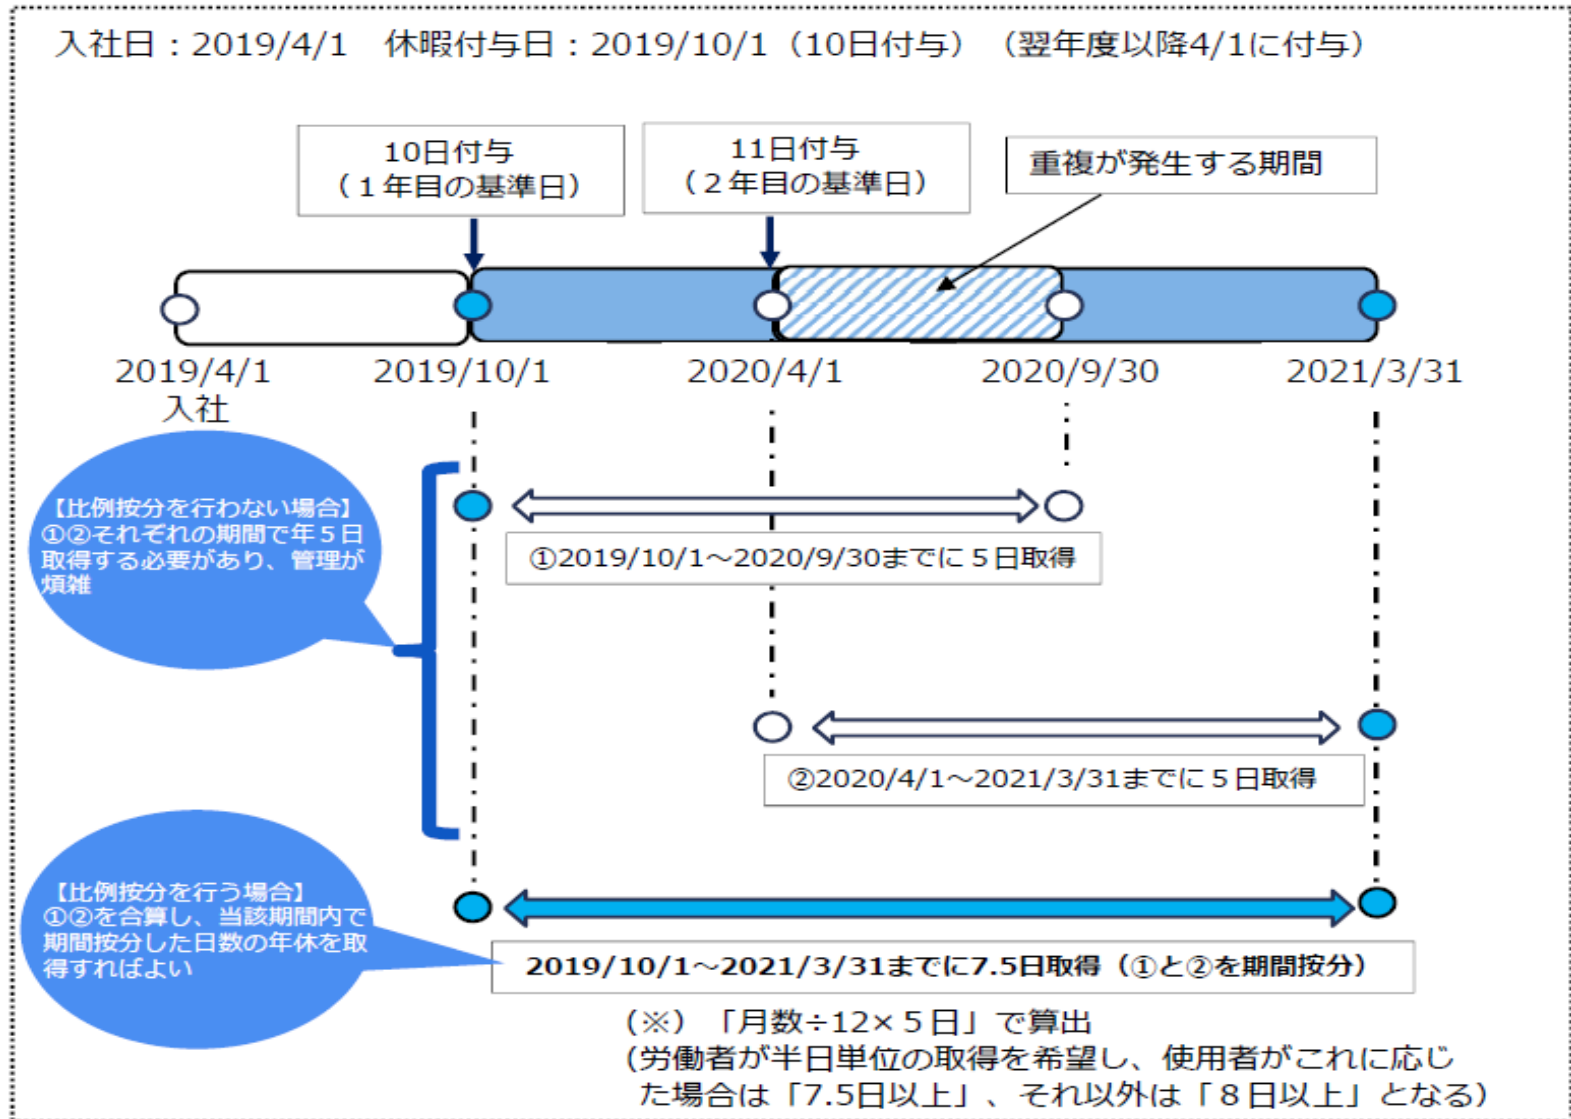 入社日：2019/4/1　休暇付与日：2019/10/1（10日付与）（翌年度以降4/1に付与）
10日付与
（１年目の基準日）
11日付与
（２年目の基準日）
重複が発生する期間
2019/4/1
入社
2019/10/1
2020/4/1
2020/9/30
2021/3/31
【比例按分を行わない場合】
①②それぞれの期間で年５日
取得する必要があり、管理が
煩雑
①2019/10/1～2020/9/30までに５日取得
②2020/4/1～2021/3/31までに５日取得
【比例按分を行う場合】
①②を合算し、当該期間内で
期間按分した日数の年休を取
得すればよい
2019/10/1～2021/3/31までに7.5日取得（①と②を期間按分）
(※）「月数÷12×５日」で算出
(労働者が半日単位の取得を希望し、使用者がこれに応じ
た場合は「7.5日以上」、それ以外は「８日以上」となる）